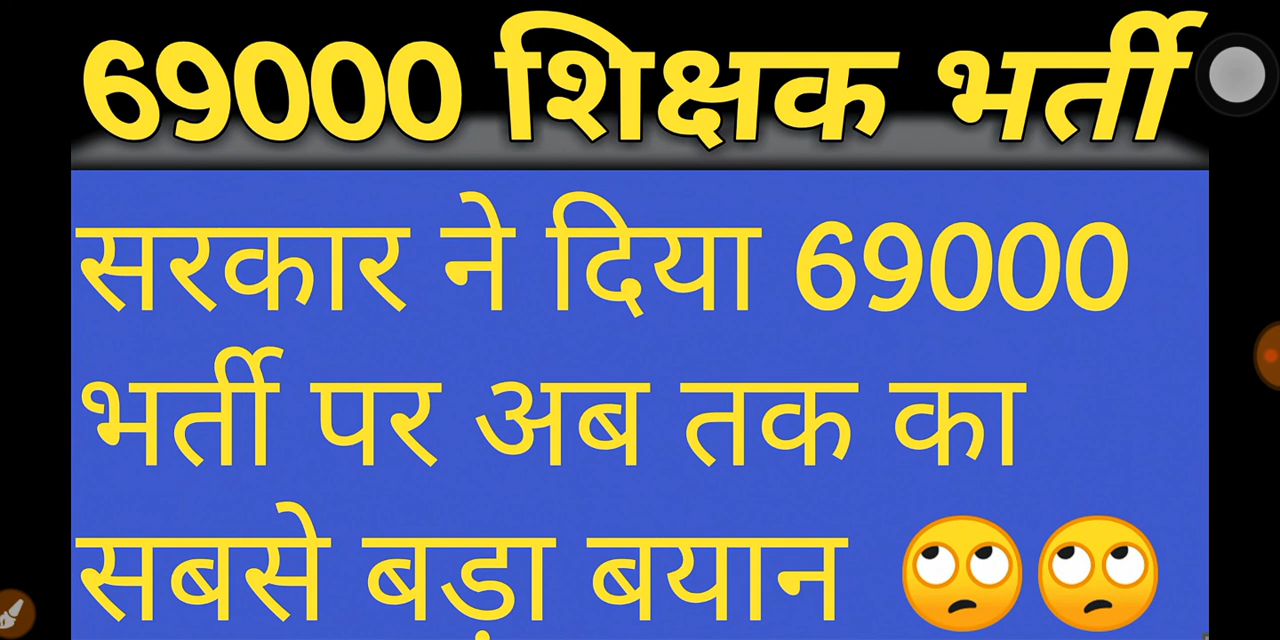 69000 शिक्षक भर्ती
सरकार ने दिया 69000
भर्ती पर अब तक का
सबसे बड़ा बयान 🙄🙄